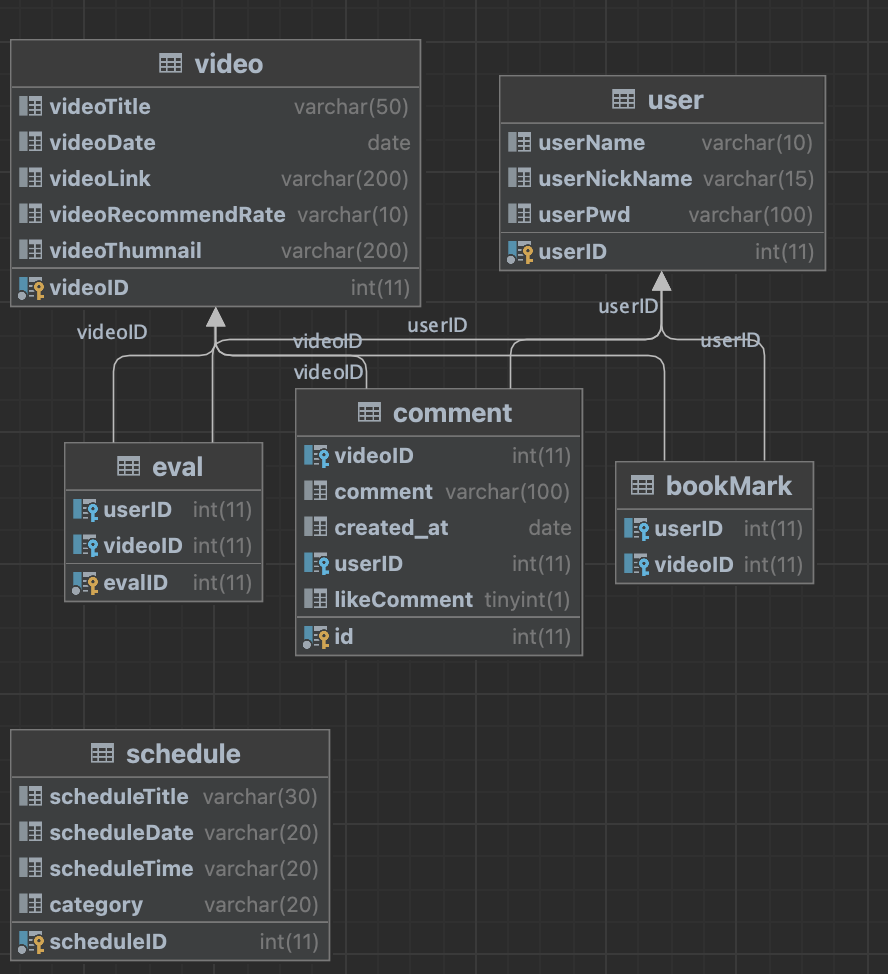 video
videoTitle varchar(50)
videoDate date
videoLink varchar(200)
videoRecommendRate varchar(10)
videoThumnail varchar(200)
videoID int(11)
user
userName varchar(10)
userNickName varchar(15)
userPwd varchar(100)
userID int(11)
videoID
videoID
videoID
userID
userID
userID
eval
userID int(11)
videoID int(11)
evalID int(11)
comment
videoID int(11)
comment varchar(100)
created_at date
userID int(11)
likeComment tinyint(1)
id int(11)
bookMark
userID int(11)
videoID int(11)
schedule
scheduleTitle varchar(30)
scheduleDate varchar(20)
scheduleTime varchar(20)
category varchar(20)
scheduleID int(11)